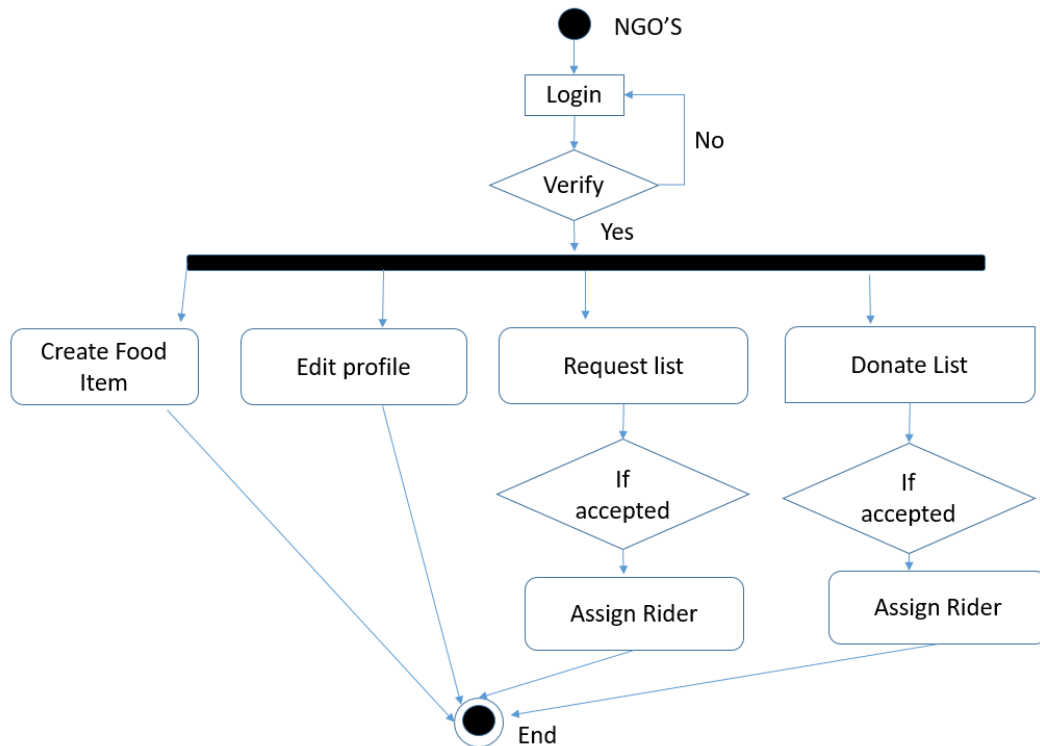 NGO’S
Login
No
Verify
Yes
Create Food
Item
Edit profile
Request list
Donate List
If
accepted
If
accepted
Assign Rider
Assign Rider
End